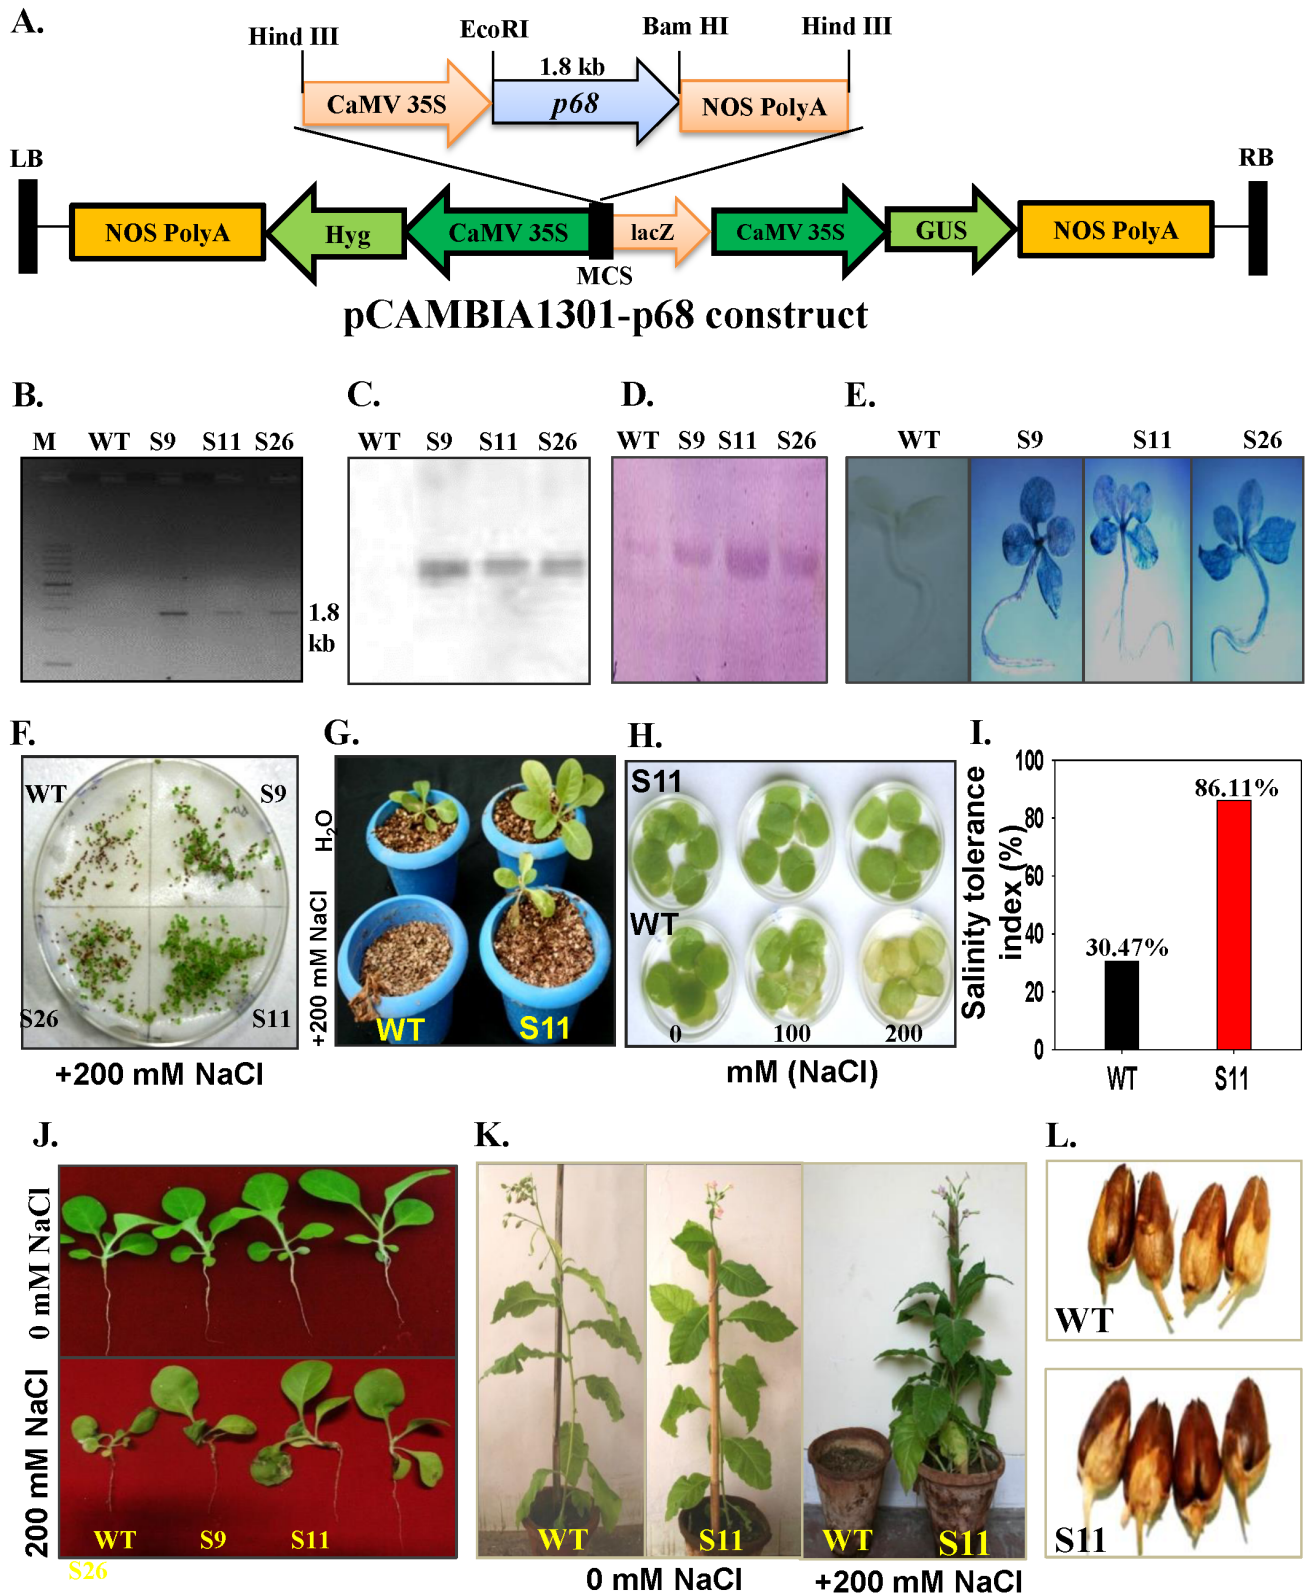 A.
Hind III EcoRI Bam HI Hind III
1.8 kb
CaMV 35S p68 NOS PolyA
LB RB
NOS PolyA Hyg CaMV 35S lacZ CaMV 35S GUS NOS PolyA
MCS
pCAMBIA1301-p68 construct
B.
M WT S9 S11 S26
1.8
kb
C.
WT S9 S11 S26
D.
WT S9 S11 S26
E.
WT S9 S11 S26
F.
WT S9
S26 S11
+200 mM NaCl
G.
H2O
+200 mM NaCl
WT S11
H.
S11
WT
0 100 200
mM (NaCl)
I.
Salinity tolerance
index (%)
100
80
60
40
20
0
86.11%
30.47%
WT S11
J.
0 mM NaCl
200 mM NaCl
WT S9 S11
S26
K.
WT S11 WT S11
0 mM NaCl +200 mM NaCl
L.
WT
S11